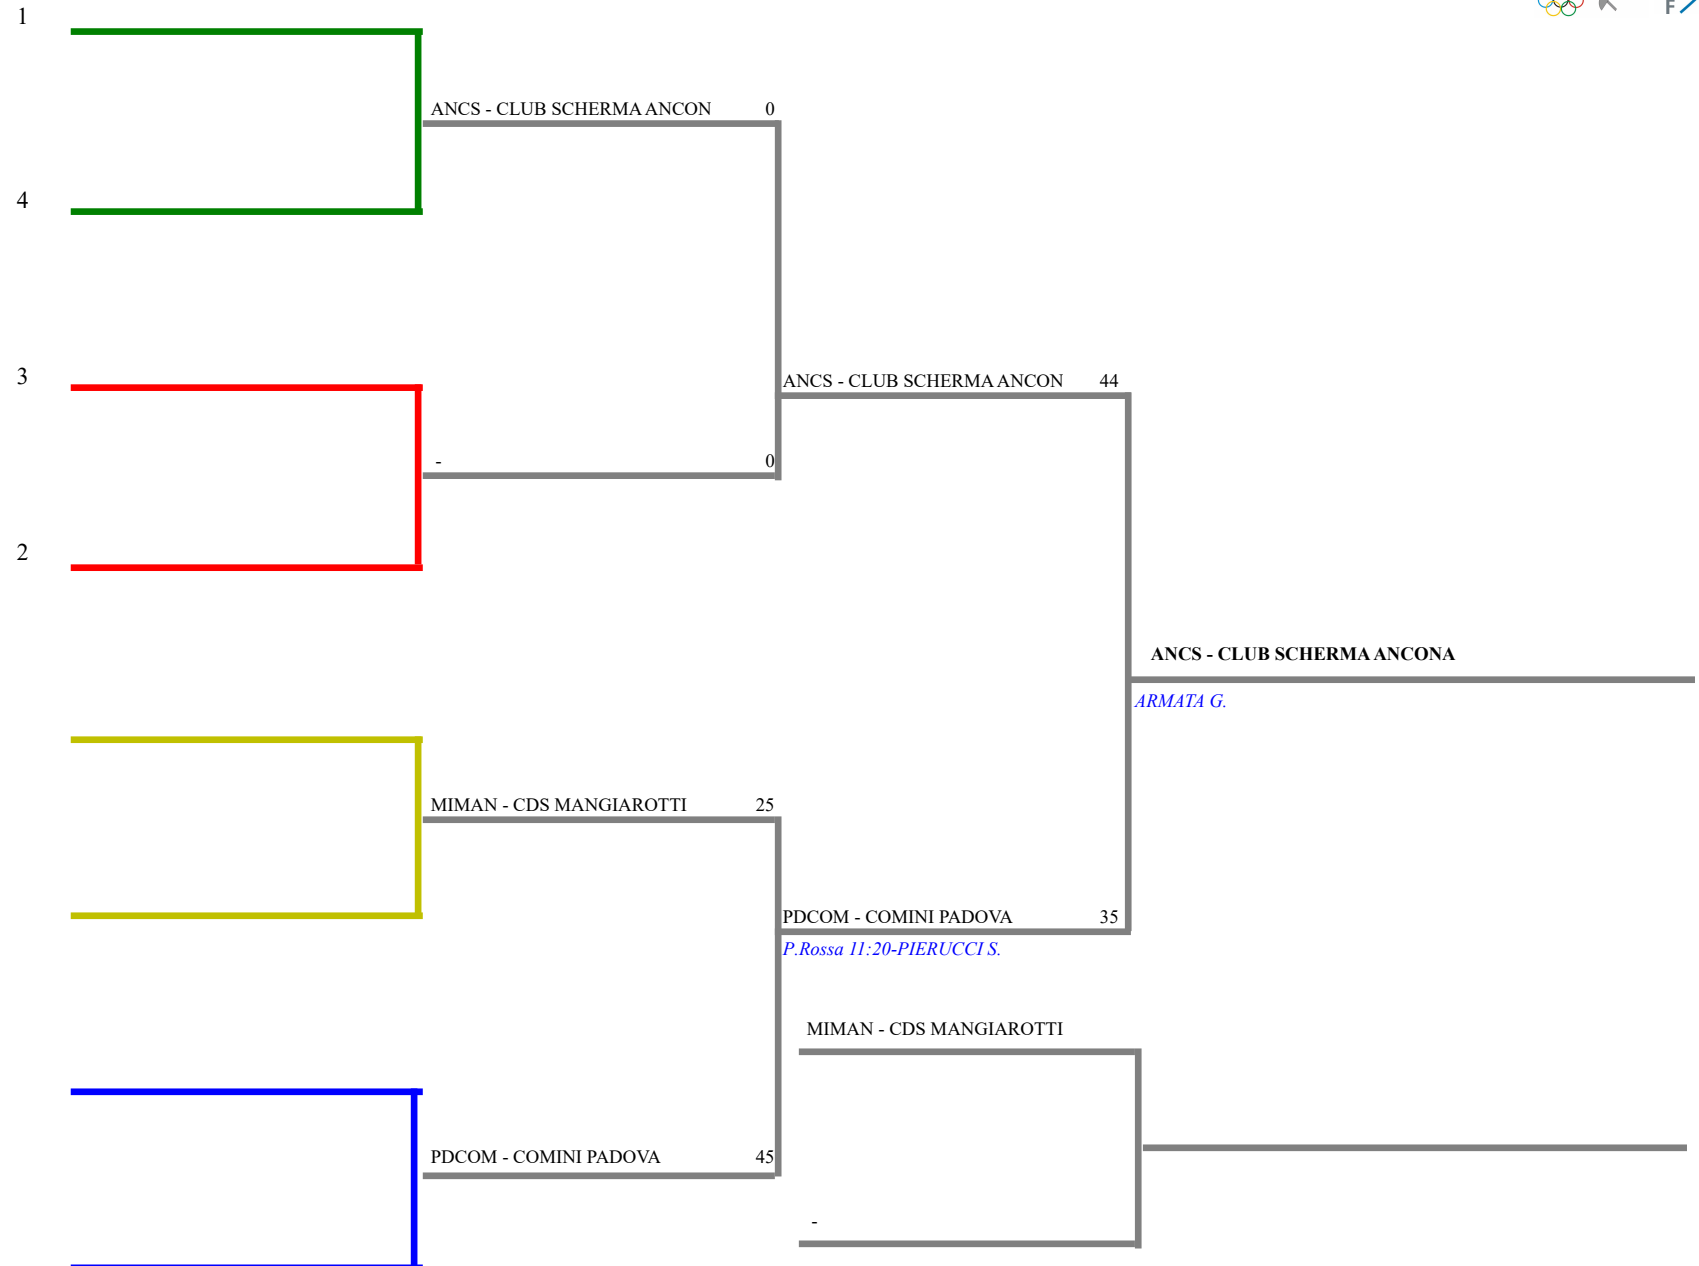 F
1
ANCS - CLUB SCHERMA ANCON 0
4
3
ANCS - CLUB SCHERMA ANCON 44
- 0
2
ANCS - CLUB SCHERMA ANCONA
ARMATA G.
MIMAN - CDS MANGIAROTTI 25
PDCOM - COMINI PADOVA 35
P.Rossa 11:20-PIERUCCI S.
MIMAN - CDS MANGIAROTTI
PDCOM - COMINI PADOVA 45
-